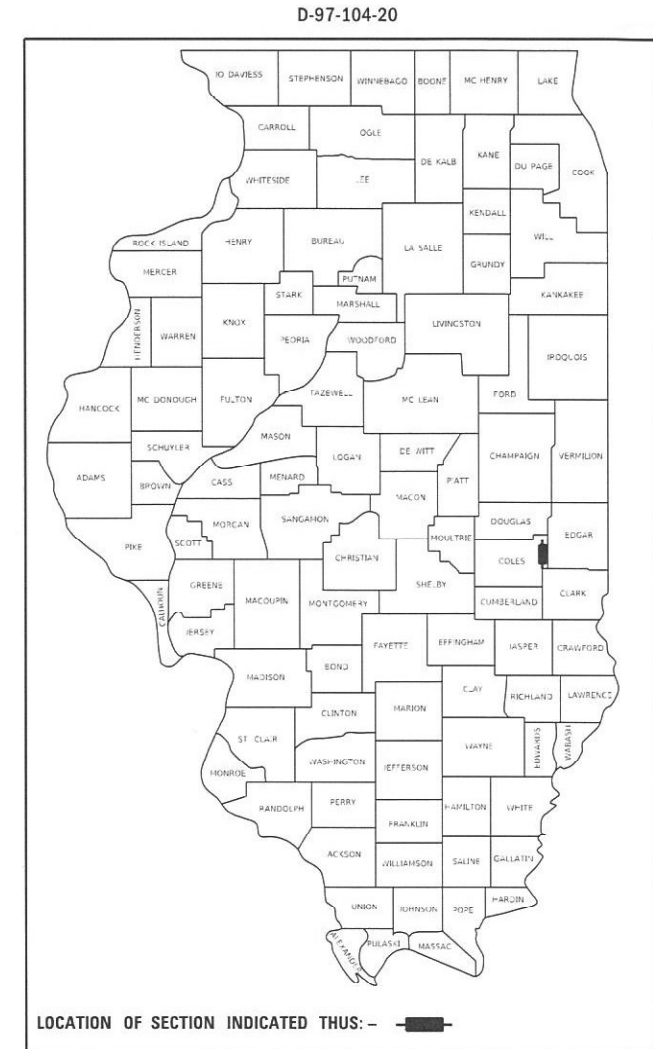 D-97-104-20
JO DAVIESS STEPHENSON WINNEBAGO BOONE MC HENRY LAKE
CARROLL OGLE DE KALB KANE DU PAGE COOK
WHITESIDE LEE
KENDALL WILL
ROCK ISLAND HENRY BUREAU LA SALLE GRUNDY
MERCER PUTNAM KANKAKEE
STARK MARSHALL
HENDERSON WARREN KNOX PEORIA WOODFORD LIVINGSTON IROQUOIS
HANCOCK MC DONOUGH FULTON TAZEWELL MC LEAN FORD
MASON
SCHUYLER LOGAN DE WITT CHAMPAIGN VERMILION
ADAMS BROWN CASS MENARD PIATT
MACON
PIKE SCOTT MORGAN SANGAMON CHRISTIAN MOULTRIE DOUGLAS EDGAR
COLES
CALHOUN GREENE MACOUPIN MONTGOMERY SHELBY CUMBERLAND CLARK
JERSEY
BOND FAYETTE EFFINGHAM JASPER CRAWFORD
MADISON
CLAY RICHLAND LAWRENCE
CLINTON MARION
ST. CLAIR WAYNE EDWARDS WABASH
WASHINGTON JEFFERSON
MONROE
RANDOLPH PERRY HAMILTON WHITE
FRANKLIN
JACKSON WILLIAMSON SALINE GALLATIN
UNION JOHNSON POPE HARDIN
ALEXANDER PULASKI MASSAC
LOCATION OF SECTION INDICATED THUS: –